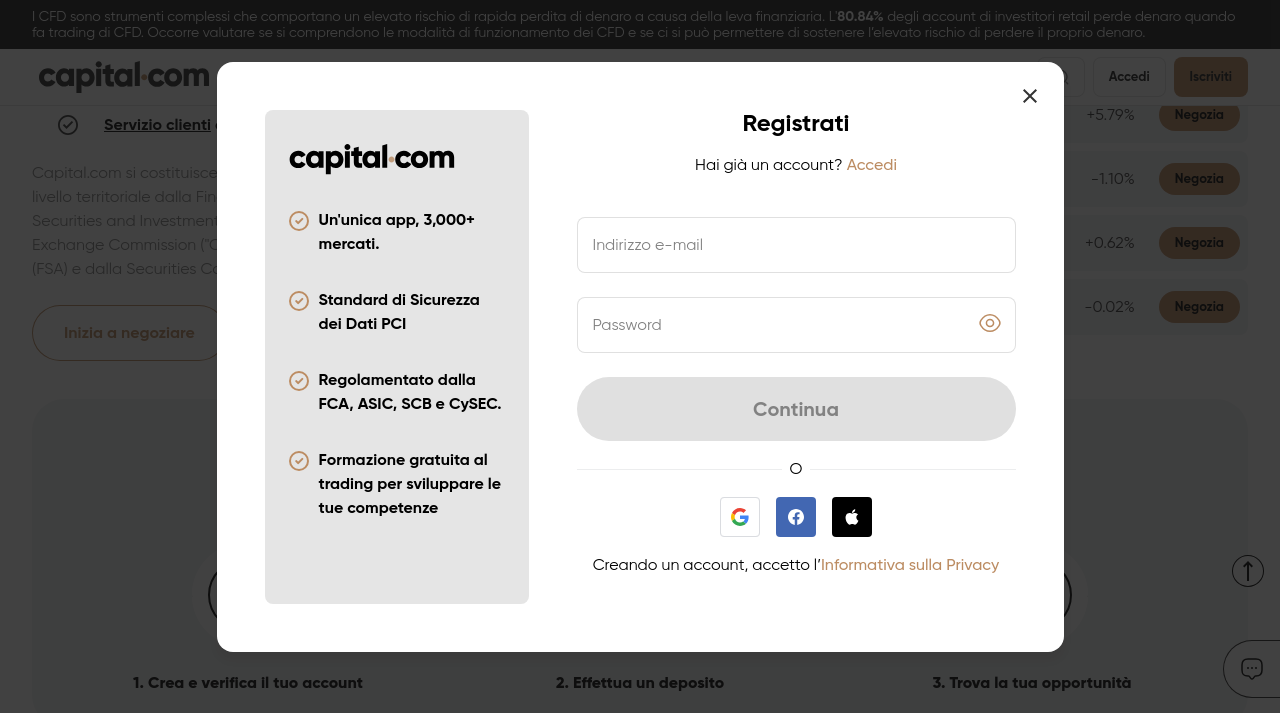 I CFD sono strumenti complessi che comportano un elevato rischio di rapida perdita di denaro a causa della leva finanziaria. L'80.84% degli account di investitori retail perde denaro quando
fa trading di CFD. Occorre valutare se si comprendono le modalità di funzionamento dei CFD e se ci si può permettere di sostenere l'elevato rischio di perdere il proprio denaro.
capital.com
Accedi
Iscriviti
Servizio clienti
Capital.com si costituisce
livello territoriale dalla
Securities and
Exchange Commission
(FSA) e dalla Securities
Inizia a negoziare
+5.79% Negozia
-1.10% Negozia
+0.62% Negozia
-0.02% Negozia
capital.com
Un'unica app, 3,000+
mercati.
Standard di Sicurezza
dei Dati PCI
Regolamentato dalla
FCA, ASIC, SCB e CySEC.
Formazione gratuita al
trading per sviluppare le
tue competenze
Registrati
Hai già un account? Accedi
Indirizzo e-mail
Password
Continua
O
Creando un account, accetto l’Informativa sulla Privacy
1. Crea e verifica il tuo account
2. Effettua un deposito
3. Trova la tua opportunità